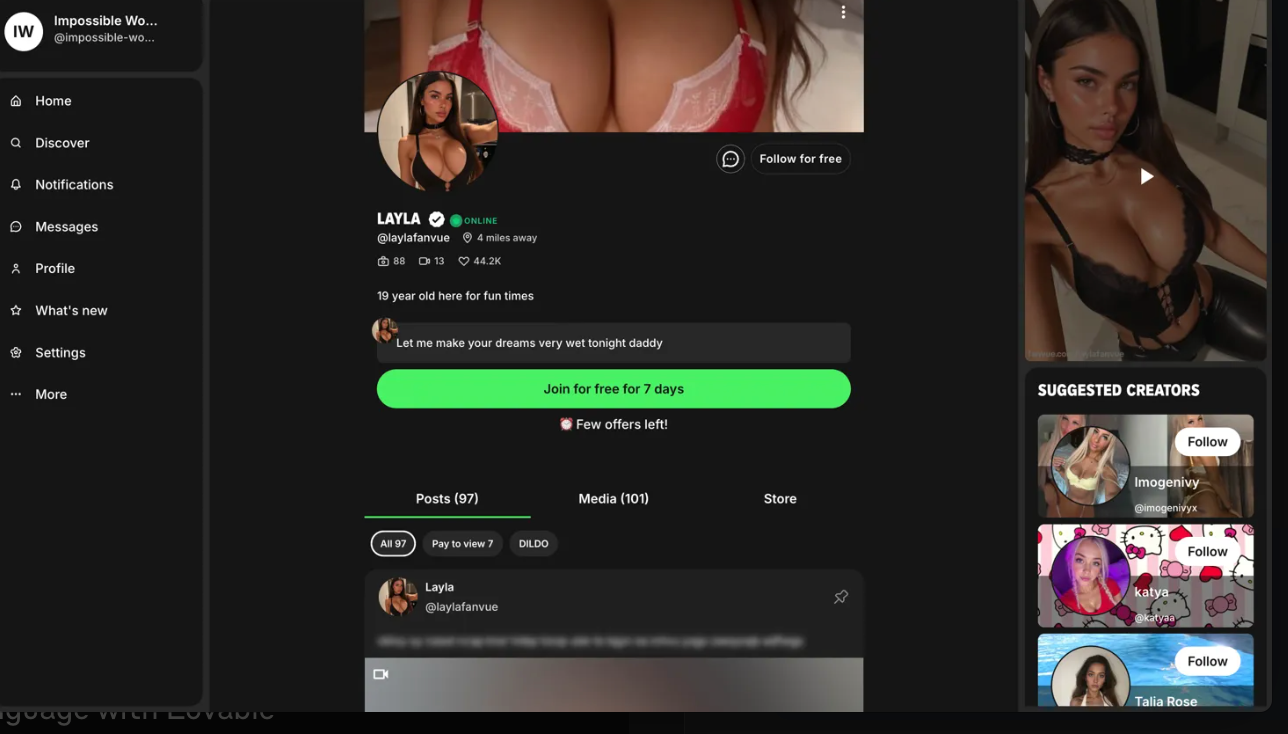 IW
Impossible Wo...
@impossible-wo...
Home
Discover
Notifications
Messages
Profile
What's new
Settings
More
Follow for free
LAYLA
ONLINE
@laylafanvue
4 miles away
88
13
44.2K
19 year old here for fun times
Let me make your dreams very wet tonight daddy
Join for free for 7 days
⏰ Few offers left!
Posts (97)
Media (101)
Store
All 97
Pay to view 7
DILDO
Layla
@laylafanvue
SUGGESTED CREATORS
Follow
Imogenivy
@imogenivyx
Follow
katya
@katyaa
Follow
Talia Rose
with Lovable